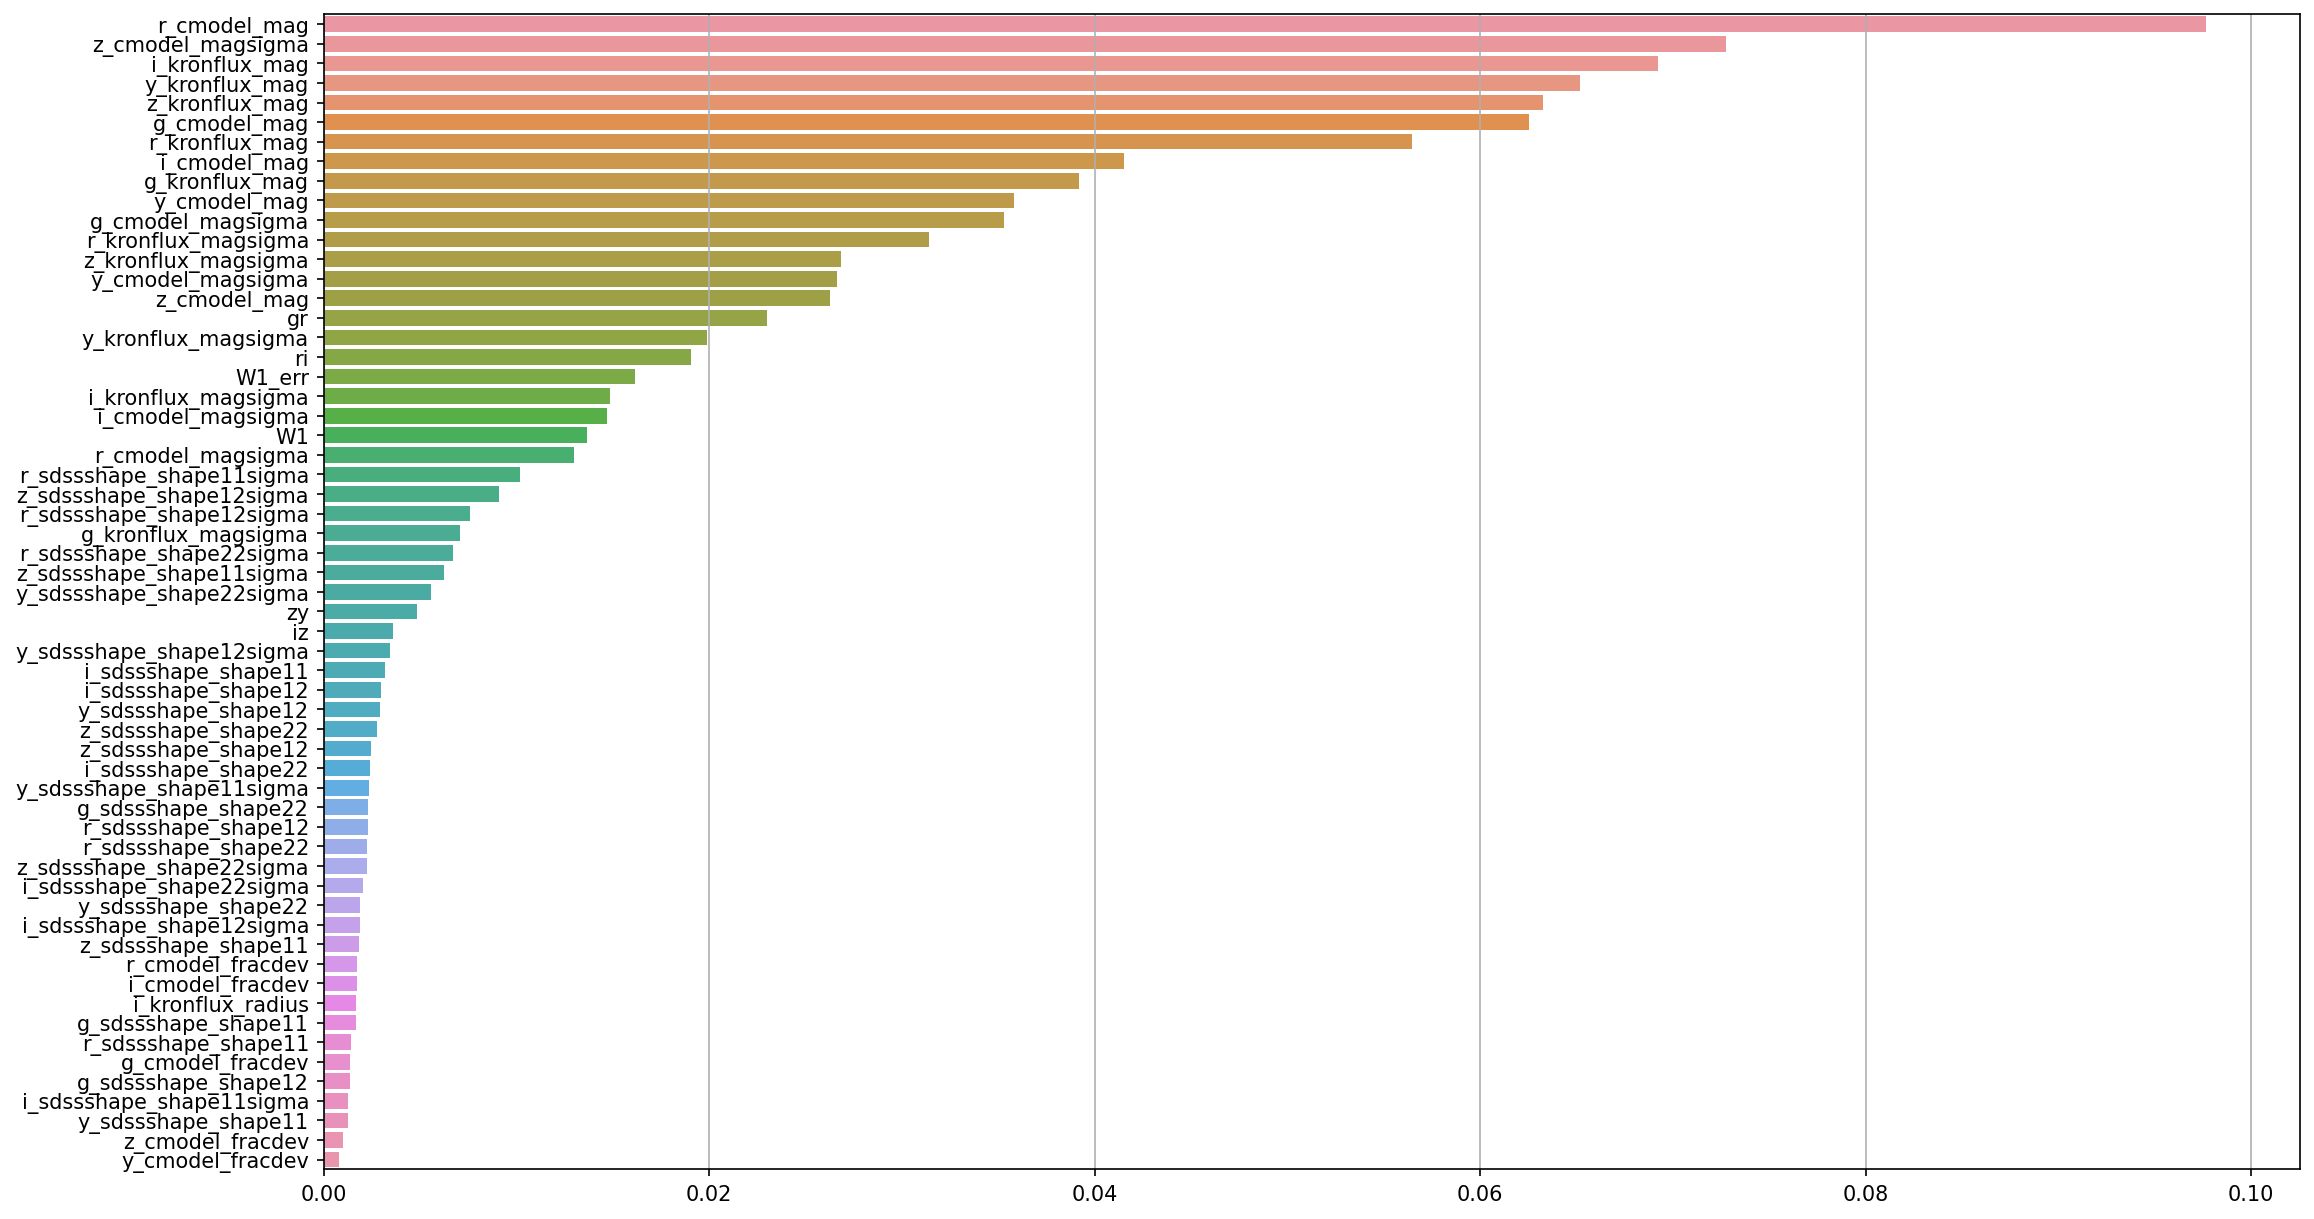 r_cmodel_mag
z_cmodel_magsigma
i_kronflux_mag
y_kronflux_mag
z_kronflux_mag
g_cmodel_mag
r_kronflux_mag
i_cmodel_mag
g_kronflux_mag
y_cmodel_mag
g_cmodel_magsigma
r_kronflux_magsigma
z_kronflux_magsigma
y_cmodel_magsigma
z_cmodel_mag
gr
y_kronflux_magsigma
ri
W1_err
i_kronflux_magsigma
i_cmodel_magsigma
W1
r_cmodel_magsigma
r_sdssshape_shape11sigma
z_sdssshape_shape12sigma
r_sdssshape_shape12sigma
g_kronflux_magsigma
r_sdssshape_shape22sigma
z_sdssshape_shape11sigma
y_sdssshape_shape22sigma
zy
iz
y_sdssshape_shape12sigma
i_sdssshape_shape11
i_sdssshape_shape12
y_sdssshape_shape12
z_sdssshape_shape22
z_sdssshape_shape12
i_sdssshape_shape22
y_sdssshape_shape11sigma
g_sdssshape_shape22
r_sdssshape_shape12
r_sdssshape_shape22
z_sdssshape_shape22sigma
i_sdssshape_shape22sigma
y_sdssshape_shape22
i_sdssshape_shape12sigma
z_sdssshape_shape11
r_cmodel_fracdev
i_cmodel_fracdev
i_kronflux_radius
g_sdssshape_shape11
r_sdssshape_shape11
g_cmodel_fracdev
g_sdssshape_shape12
i_sdssshape_shape11sigma
y_sdssshape_shape11
z_cmodel_fracdev
y_cmodel_fracdev
0.00 0.02 0.04 0.06 0.08 0.10